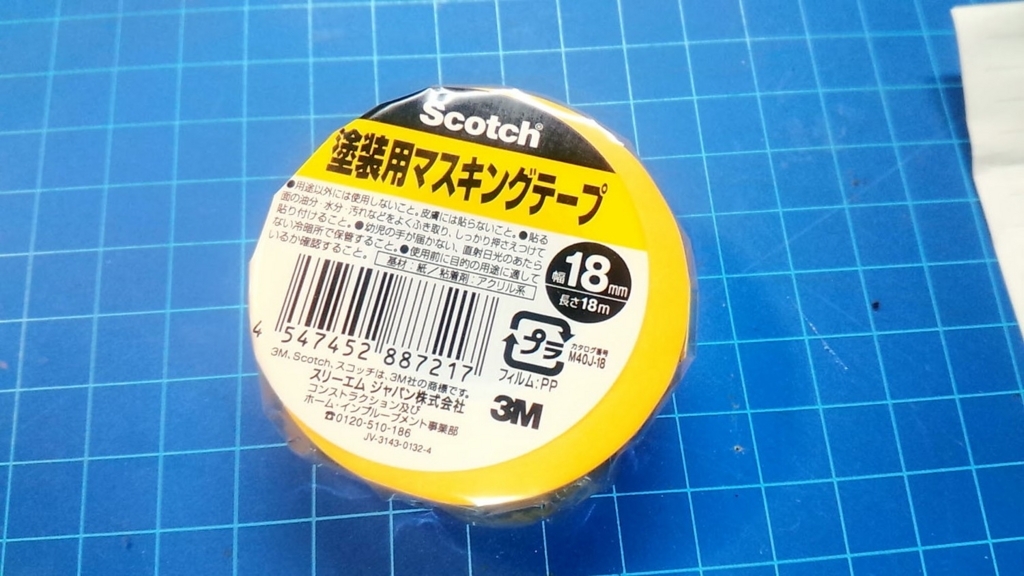 Scotch®
塗装用マスキングテープ
●用途以外には使用しないこと。皮膚には貼らないこと。●貼る
面の油分・水分・汚れなどをよくふき取り、しっかり押さえつけて
貼り付けること。●幼児の手が届かない、直射日光のあたら
ない冷暗所で保管すること。●使用前に目的の用途に適して
いるか確認すること。
基材:紙/粘着剤:アクリル系
幅18mm
長さ18m
4 547452 887217
プラ
フィルム:PP
カタログ番号
M40J-18
3M、Scotch、スコッチは、3M社の商標です。
スリーエム ジャパン株式会社
コンストラクション及び
ホーム・インプルーブメント事業部
☎0120-510-186
JV-3143-0132-4
3M